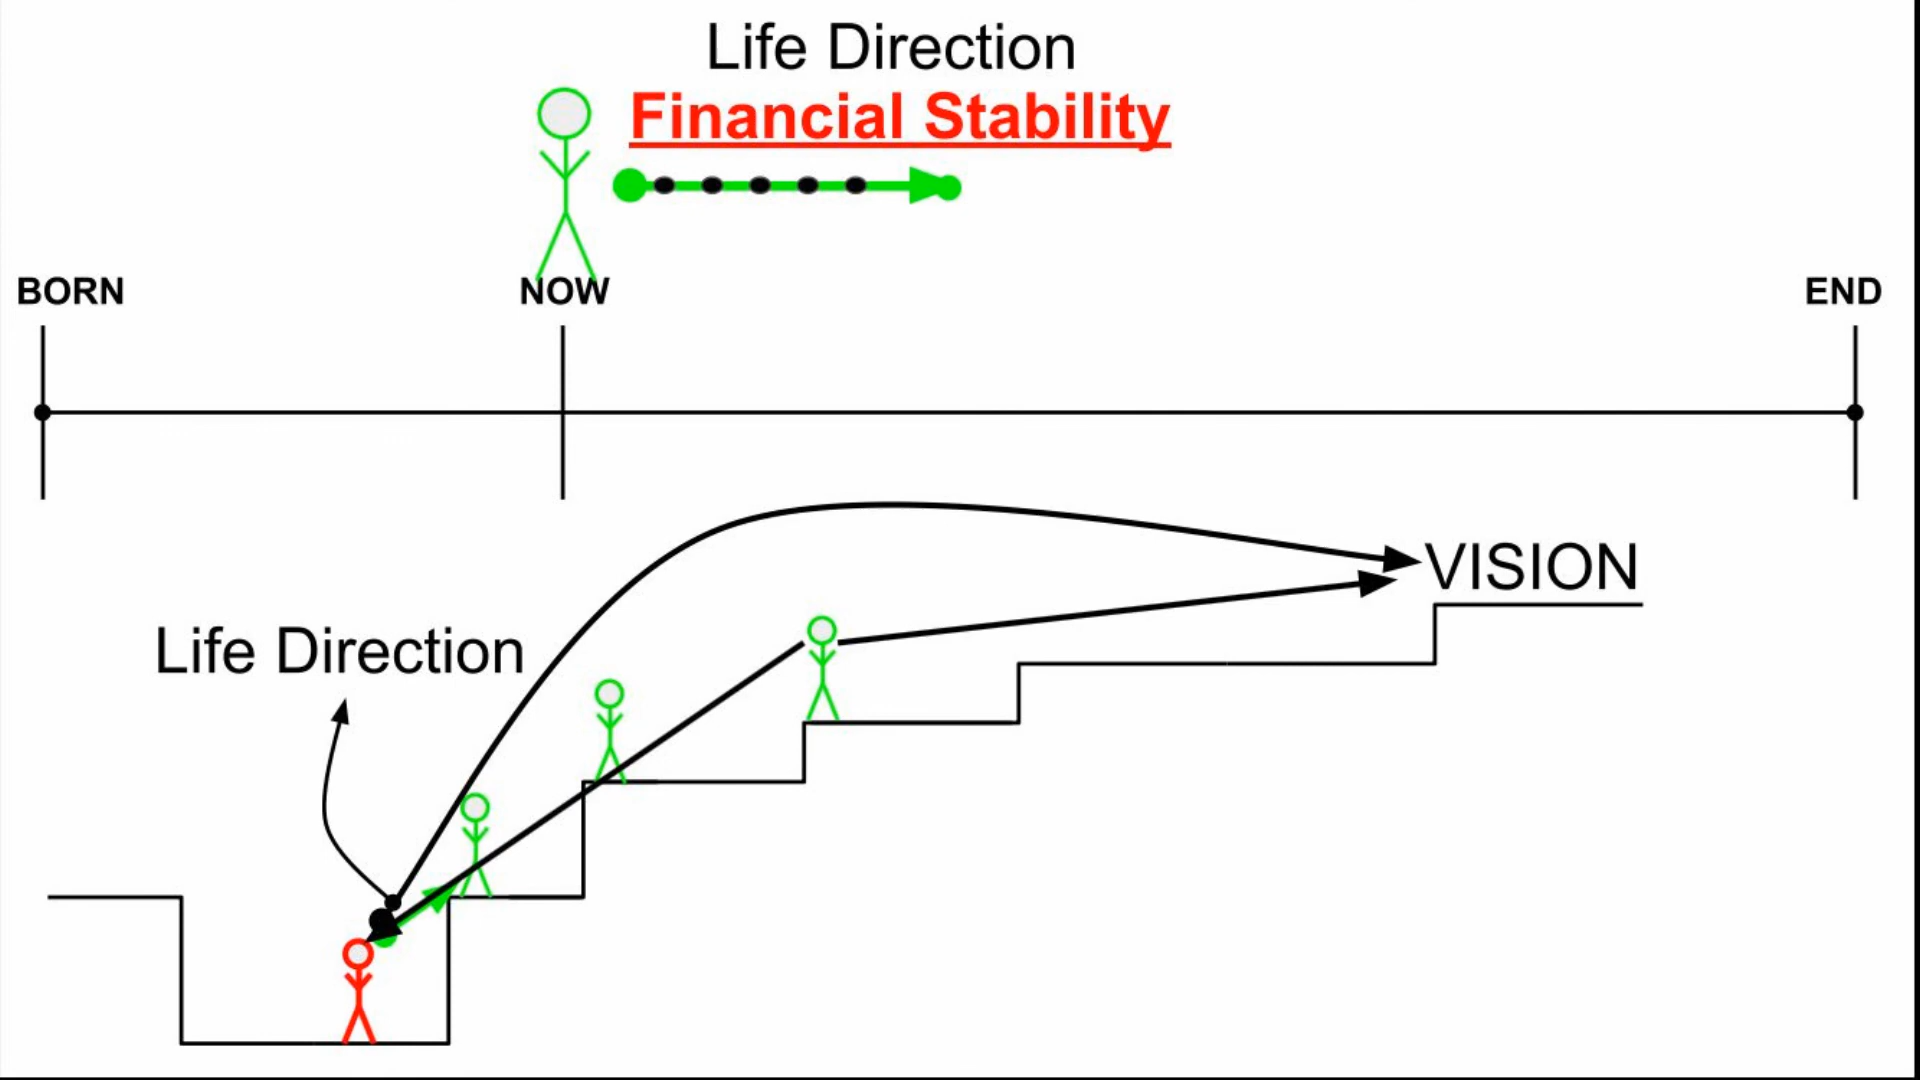 Life Direction
Financial Stability
BORN
NOW
END
VISION
Life Direction